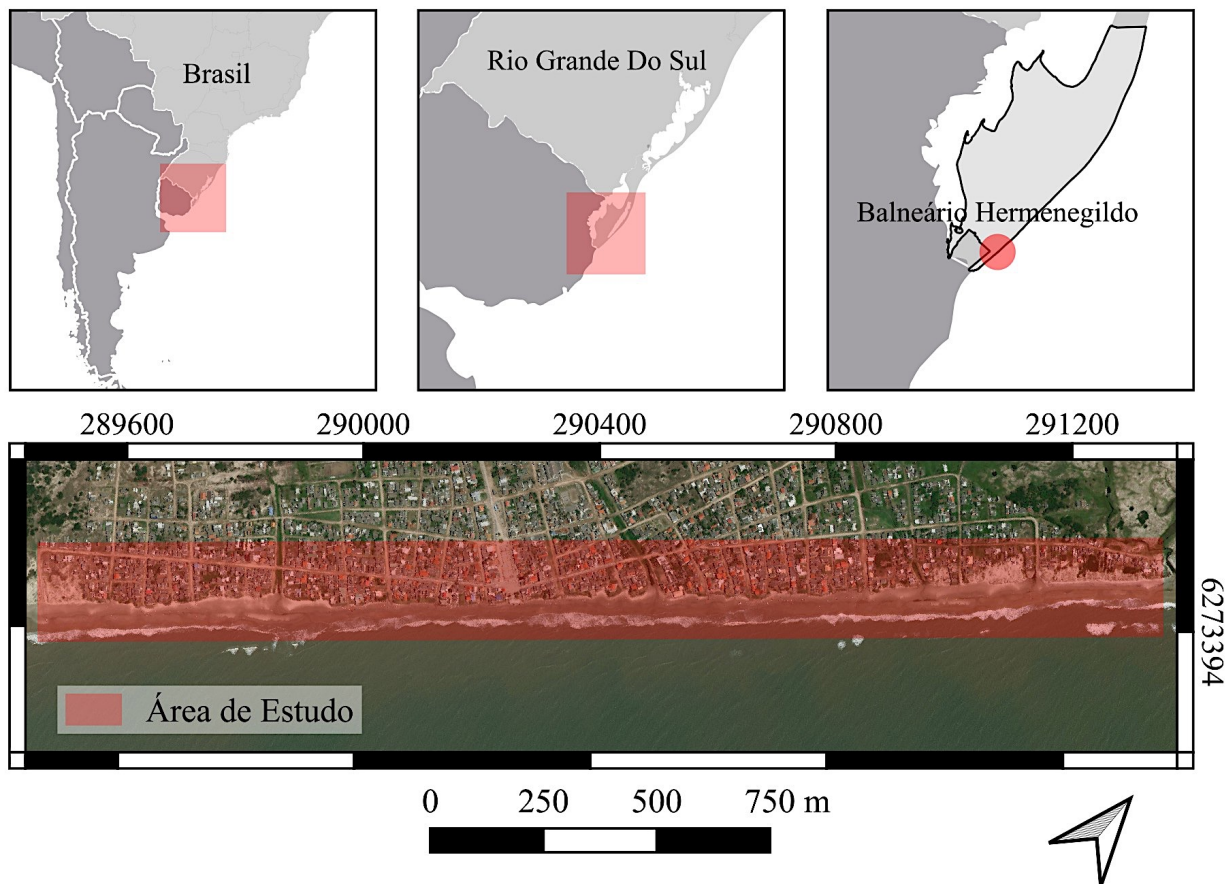 Brasil
Rio Grande Do Sul
Balneário Hermenegildo
289600 290000 290400 290800 291200
6273394
Área de Estudo
0 250 500 750 m